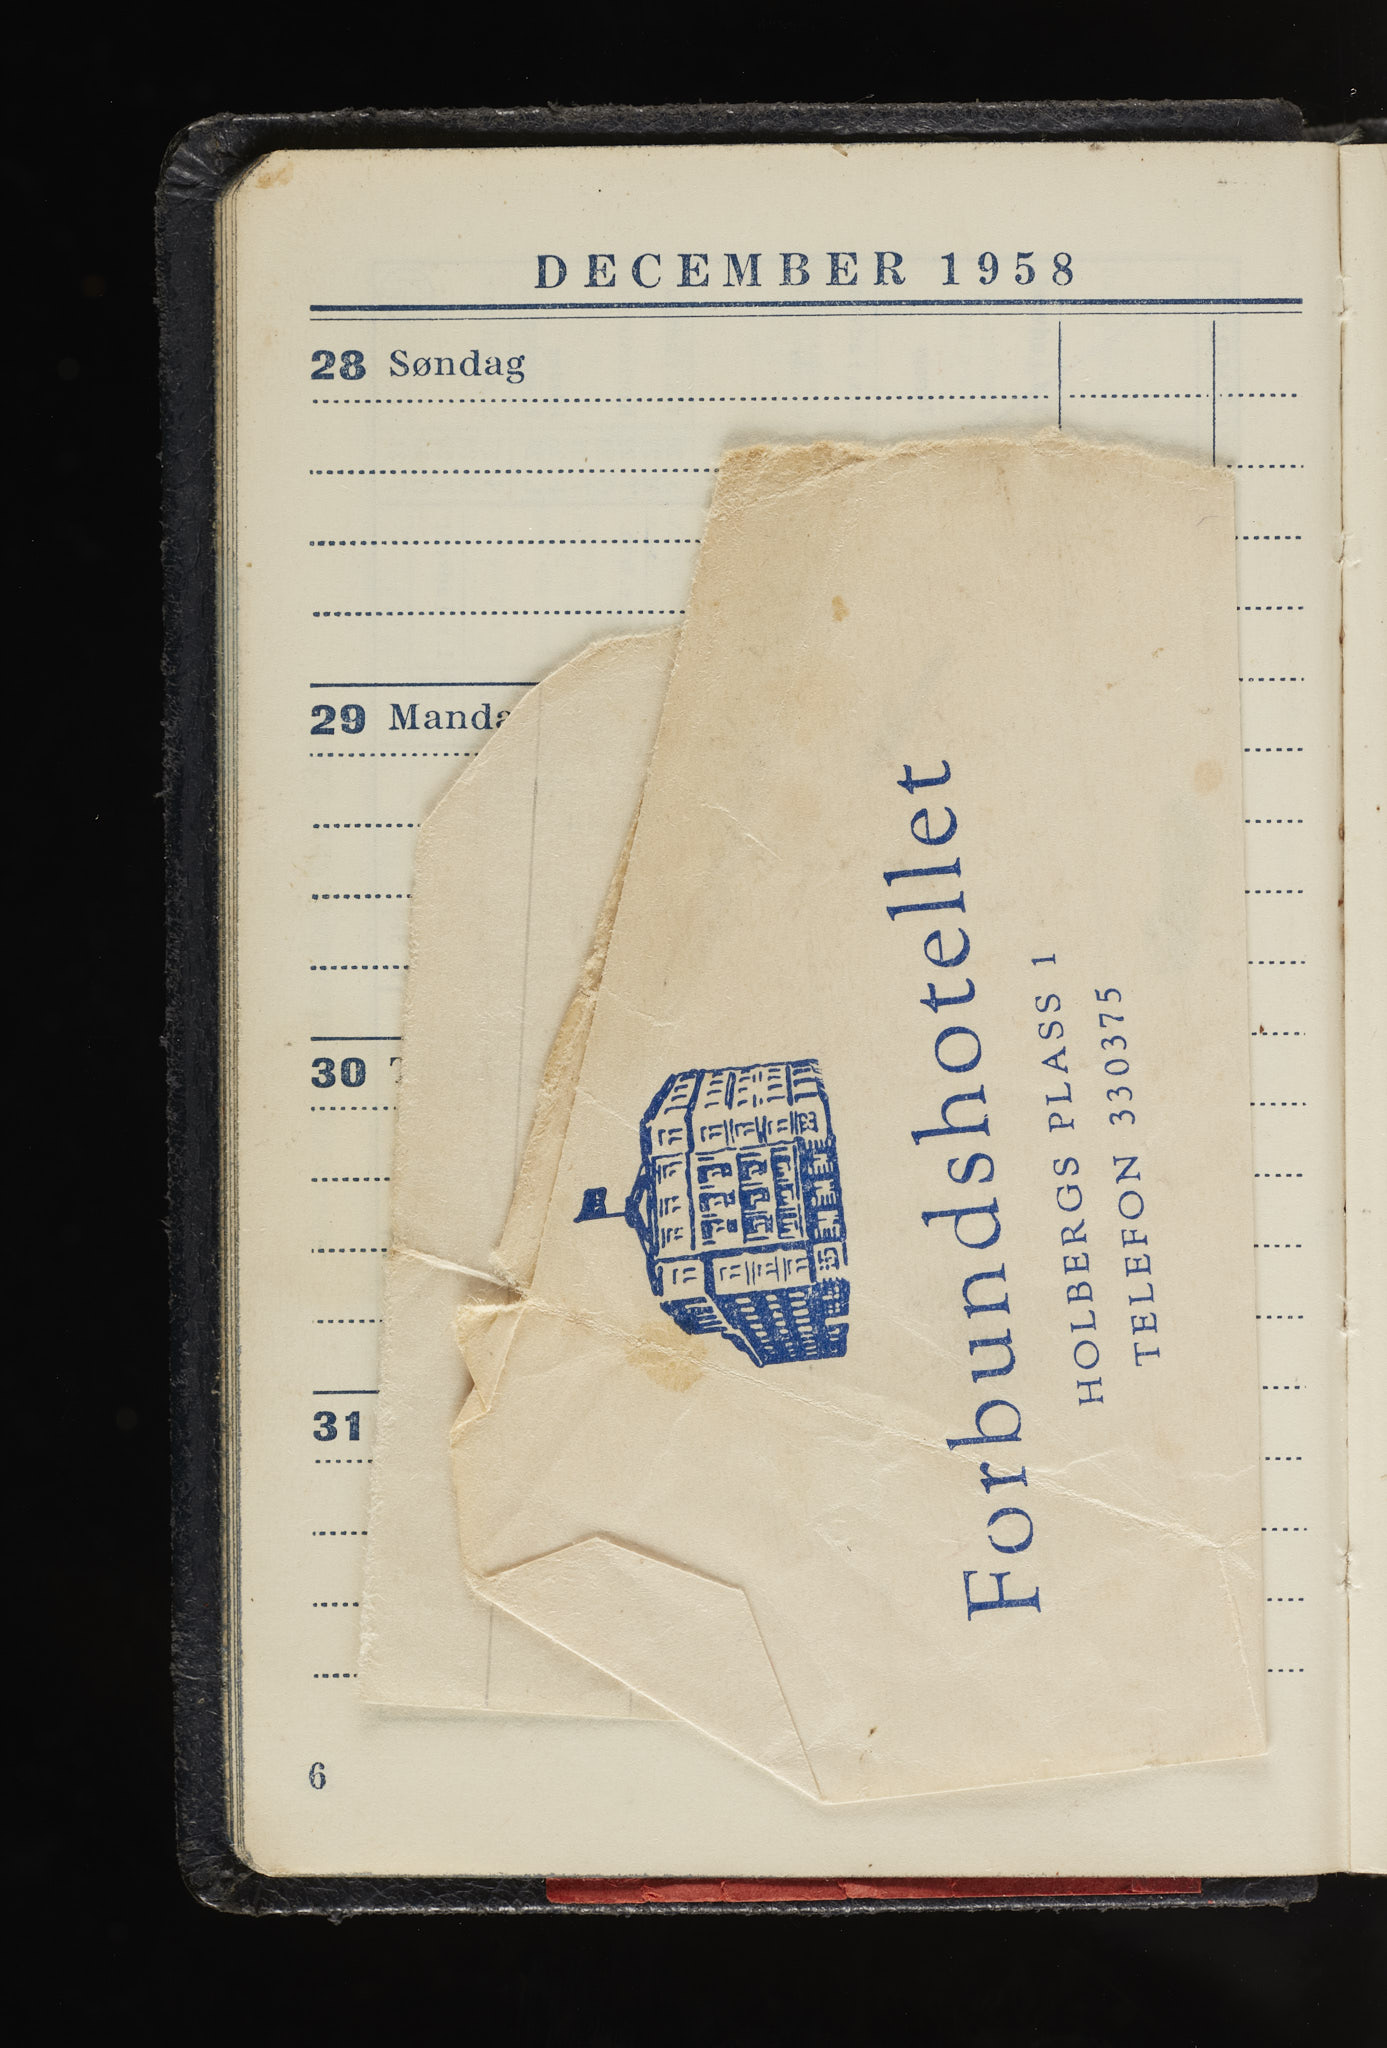 DECEMBER 1958
28 Søndag
29 Manda
30
31
Forbundshotellet
HOLBERGS PLASS 1
TELEFON 330375
6